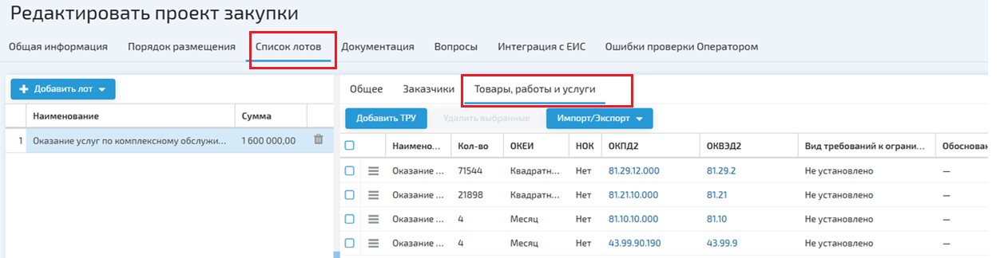 Редактировать проект закупки
Общая информация Порядок размещения Список лотов Документация Вопросы Интеграция с ЕИС Ошибки проверки Оператором
+ Добавить лот
Наименование Сумма
1 Оказание услуг по комплексному обслужи... 1 600 000,00
Общее Заказчики Товары, работы и услуги
Добавить ТРУ Удалить выбранные Импорт/Экспорт
Наимено... Кол-во ОКЕИ НОК ОКПД2 ОКВЭД2 Вид требований к ограни... Обоснован
Оказание ... 71544 Квадратн... Нет 81.29.12.000 81.29.2 Не установлено —
Оказание ... 21898 Квадратн... Нет 81.21.10.000 81.21 Не установлено —
Оказание ... 4 Месяц Нет 81.10.10.000 81.10 Не установлено —
Оказание ... 4 Месяц Нет 43.99.90.190 43.99.9 Не установлено —